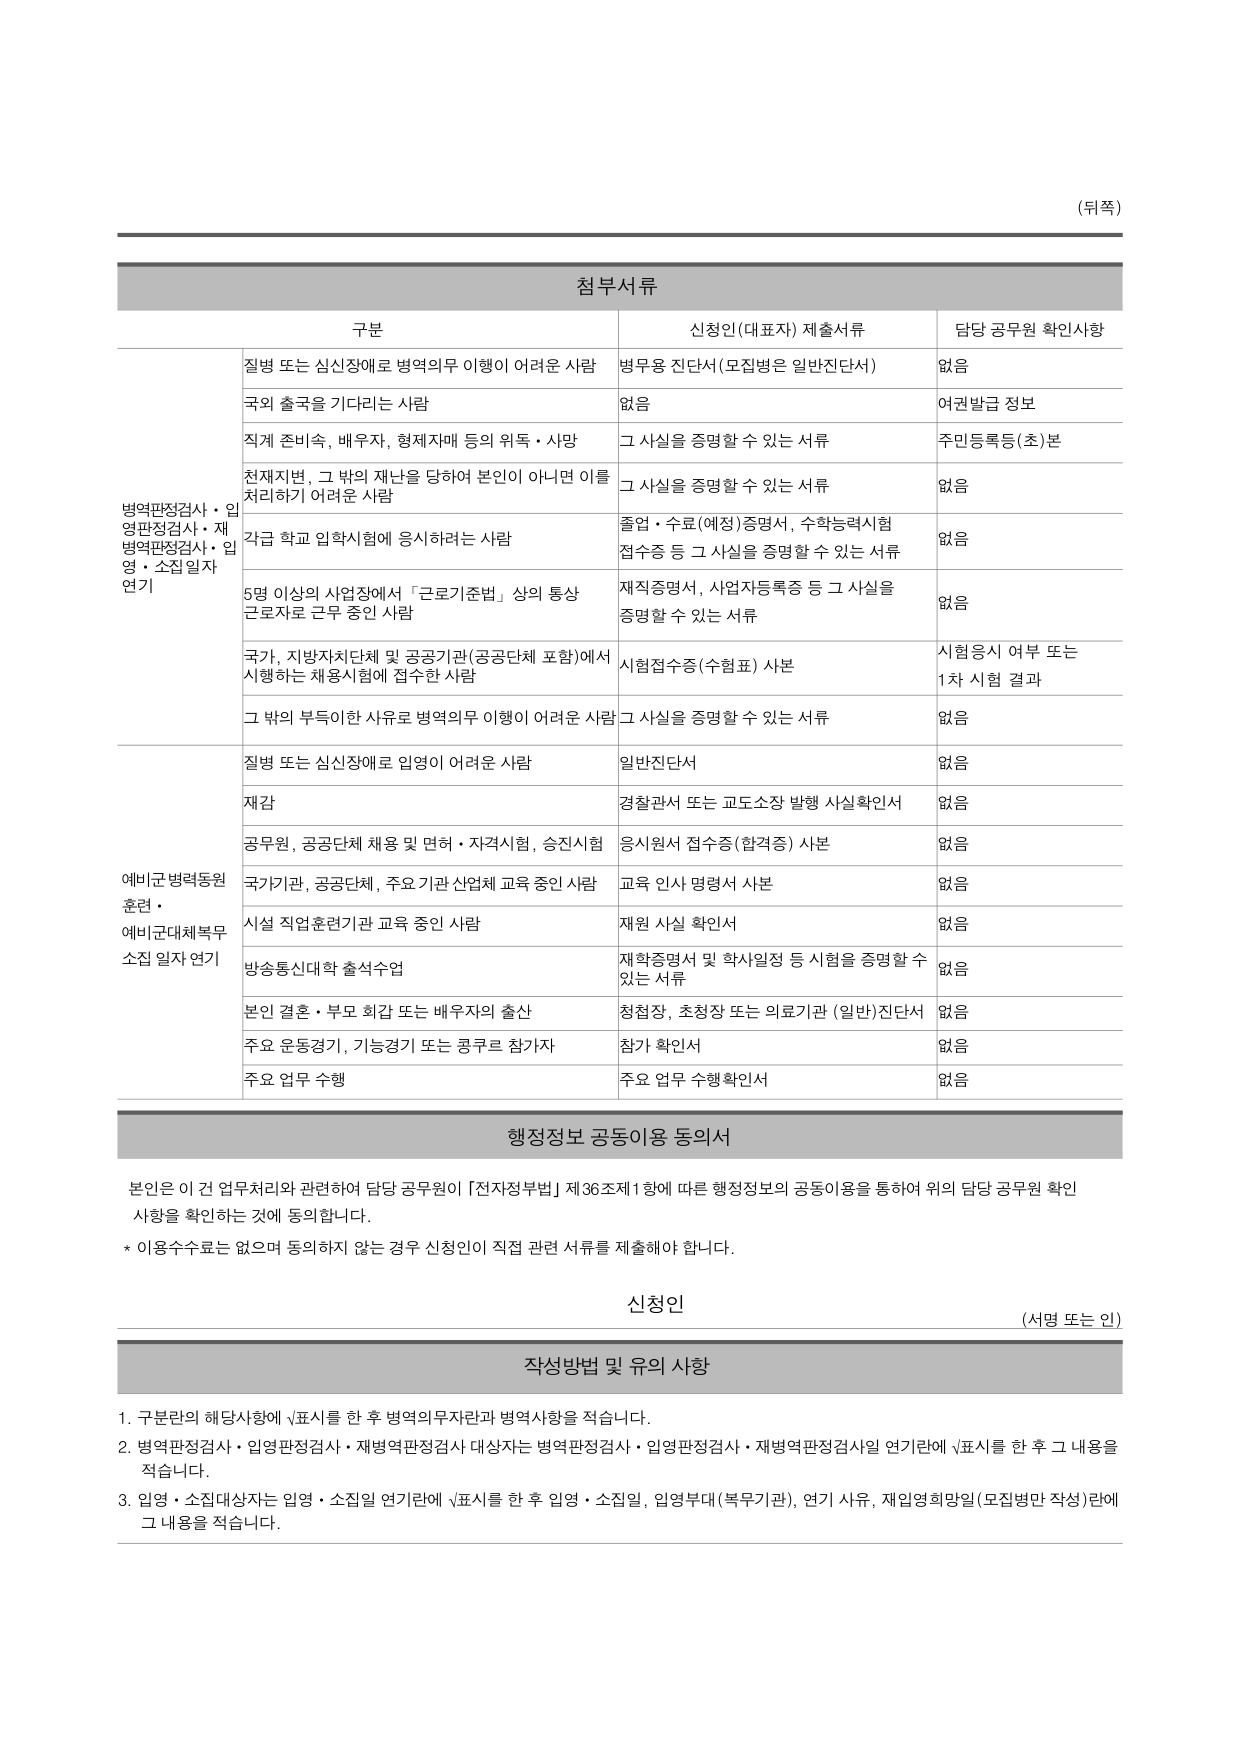 (뒤쪽)
첨부서류
구분
신청인(대표자) 제출서류
담당 공무원 확인사항
병역판정검사・입
영판정검사・재
병역판정검사・입
영・소집일자
연기
질병 또는 심신장애로 병역의무 이행이 어려운 사람
병무용 진단서(모집병은 일반진단서)
없음
국외 출국을 기다리는 사람
없음
여권발급 정보
직계 존비속, 배우자, 형제자매 등의 위독・사망
그 사실을 증명할 수 있는 서류
주민등록등(초)본
천재지변, 그 밖의 재난을 당하여 본인이 아니면 이를
처리하기 어려운 사람
그 사실을 증명할 수 있는 서류
없음
각급 학교 입학시험에 응시하려는 사람
졸업・수료(예정)증명서, 수학능력시험
접수증 등 그 사실을 증명할 수 있는 서류
없음
5명 이상의 사업장에서「근로기준법」상의 통상
근로자로 근무 중인 사람
재직증명서, 사업자등록증 등 그 사실을
증명할 수 있는 서류
없음
국가, 지방자치단체 및 공공기관(공공단체 포함)에서
시행하는 채용시험에 접수한 사람
시험접수증(수험표) 사본
시험응시 여부 또는
1차 시험 결과
그 밖의 부득이한 사유로 병역의무 이행이 어려운 사람
그 사실을 증명할 수 있는 서류
없음
예비군 병력동원
훈련・
예비군대체복무
소집 일자 연기
질병 또는 심신장애로 입영이 어려운 사람
일반진단서
없음
재감
경찰관서 또는 교도소장 발행 사실확인서
없음
공무원, 공공단체 채용 및 면허・자격시험, 승진시험
응시원서 접수증(합격증) 사본
없음
국가기관, 공공단체, 주요 기관 산업체 교육 중인 사람
교육 인사 명령서 사본
없음
시설 직업훈련기관 교육 중인 사람
재원 사실 확인서
없음
방송통신대학 출석수업
재학증명서 및 학사일정 등 시험을 증명할 수
있는 서류
없음
본인 결혼・부모 회갑 또는 배우자의 출산
청첩장, 초청장 또는 의료기관 (일반)진단서
없음
주요 운동경기, 기능경기 또는 콩쿠르 참가자
참가 확인서
없음
주요 업무 수행
주요 업무 수행확인서
없음
행정정보 공동이용 동의서
본인은 이 건 업무처리와 관련하여 담당 공무원이 「전자정부법」 제36조제1항에 따른 행정정보의 공동이용을 통하여 위의 담당 공무원 확인
사항을 확인하는 것에 동의합니다.
* 이용수수료는 없으며 동의하지 않는 경우 신청인이 직접 관련 서류를 제출해야 합니다.
신청인
(서명 또는 인)
작성방법 및 유의 사항
1. 구분란의 해당사항에 √표시를 한 후 병역의무자란과 병역사항을 적습니다.
2. 병역판정검사・입영판정검사・재병역판정검사 대상자는 병역판정검사・입영판정검사・재병역판정검사일 연기란에 √표시를 한 후 그 내용을
적습니다.
3. 입영・소집대상자는 입영・소집일 연기란에 √표시를 한 후 입영・소집일, 입영부대(복무기관), 연기 사유, 재입영희망일(모집병만 작성)란에
그 내용을 적습니다.